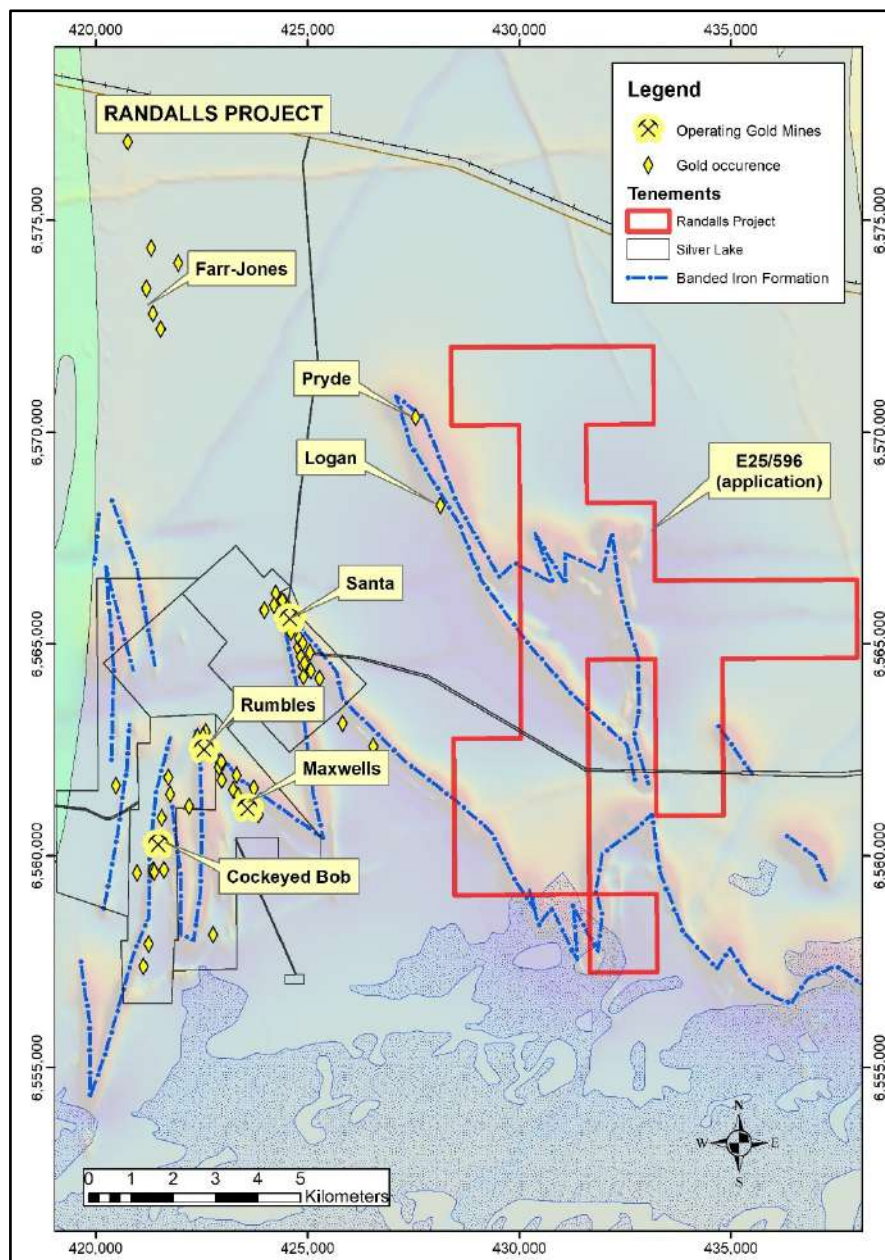 420,000
425,000
430,000
435,000
RANDALLS PROJECT
Legend
Operating Gold Mines
Gold occurence
Tenements
Randalls Project
Silver Lake
Banded Iron Formation
6,575,000
6,575,000
Farr-Jones
Pryde
6,570,000
6,570,000
Logan
E25/596
(application)
Santa
6,565,000
6,565,000
Rumbles
Maxwells
6,560,000
6,560,000
Cockeyed Bob
6,555,000
6,555,000
N
W
E
S
0 1 2 3 4 5
Kilometers
420,000
425,000
430,000
435,000